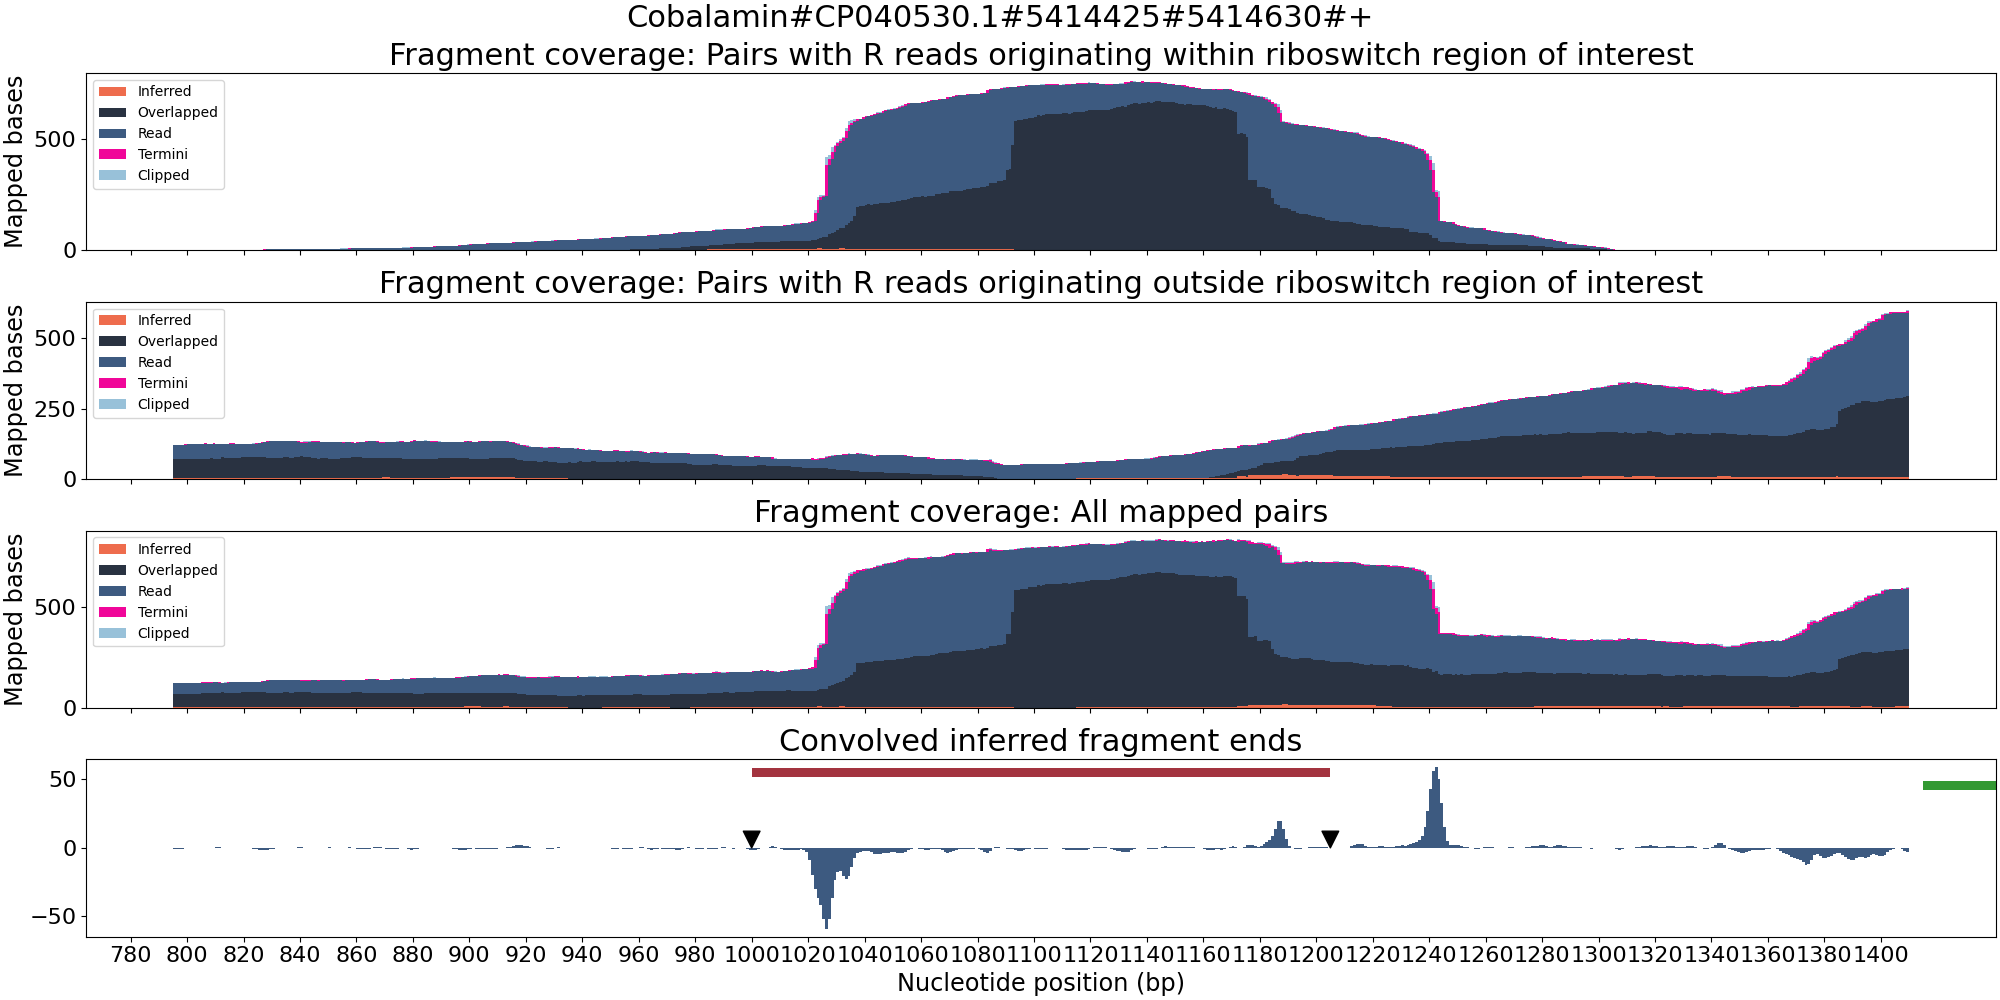 Cobalamin#CP040530.1#5414425#5414630#+
Fragment coverage: Pairs with R reads originating within riboswitch region of interest
Mapped bases
500
0
Inferred
Overlapped
Read
Termini
Clipped
Fragment coverage: Pairs with R reads originating outside riboswitch region of interest
Mapped bases
500
250
0
Inferred
Overlapped
Read
Termini
Clipped
Fragment coverage: All mapped pairs
Mapped bases
500
0
Inferred
Overlapped
Read
Termini
Clipped
Convolved inferred fragment ends
50
0
−50
780 800 820 840 860 880 900 920 940 960 980 1000 1020 1040 1060 1080 1100 1120 1140 1160 1180 1200 1220 1240 1260 1280 1300 1320 1340 1360 1380 1400
Nucleotide position (bp)